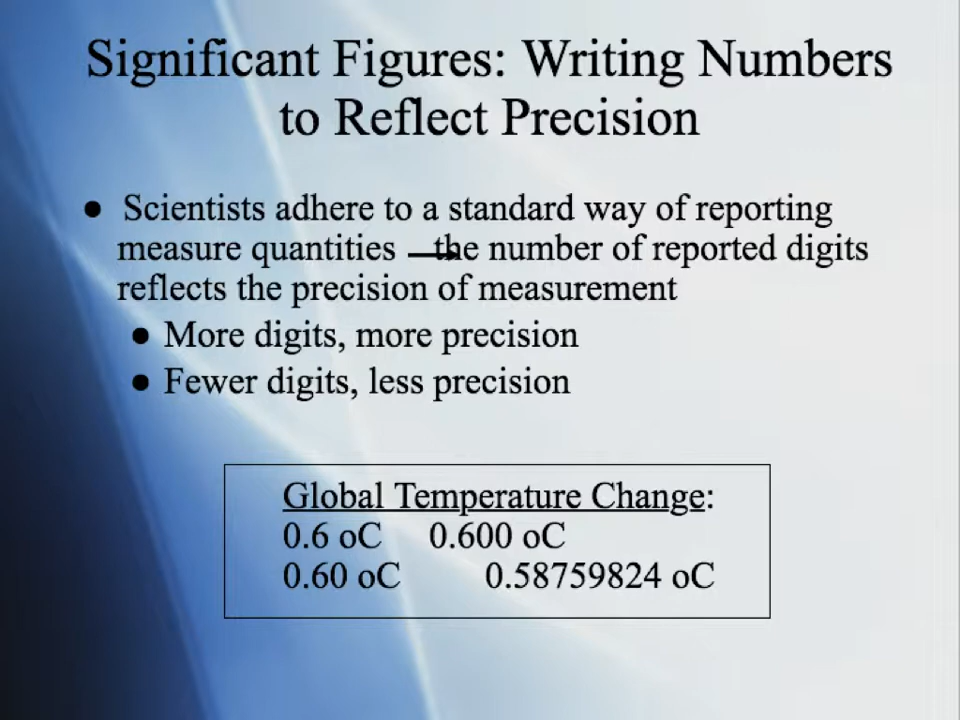 Significant Figures: Writing Numbers
to Reflect Precision
● Scientists adhere to a standard way of reporting
measure quantities → the number of reported digits
reflects the precision of measurement
● More digits, more precision
● Fewer digits, less precision
Global Temperature Change:
0.6 oC 0.600 oC
0.60 oC 0.58759824 oC